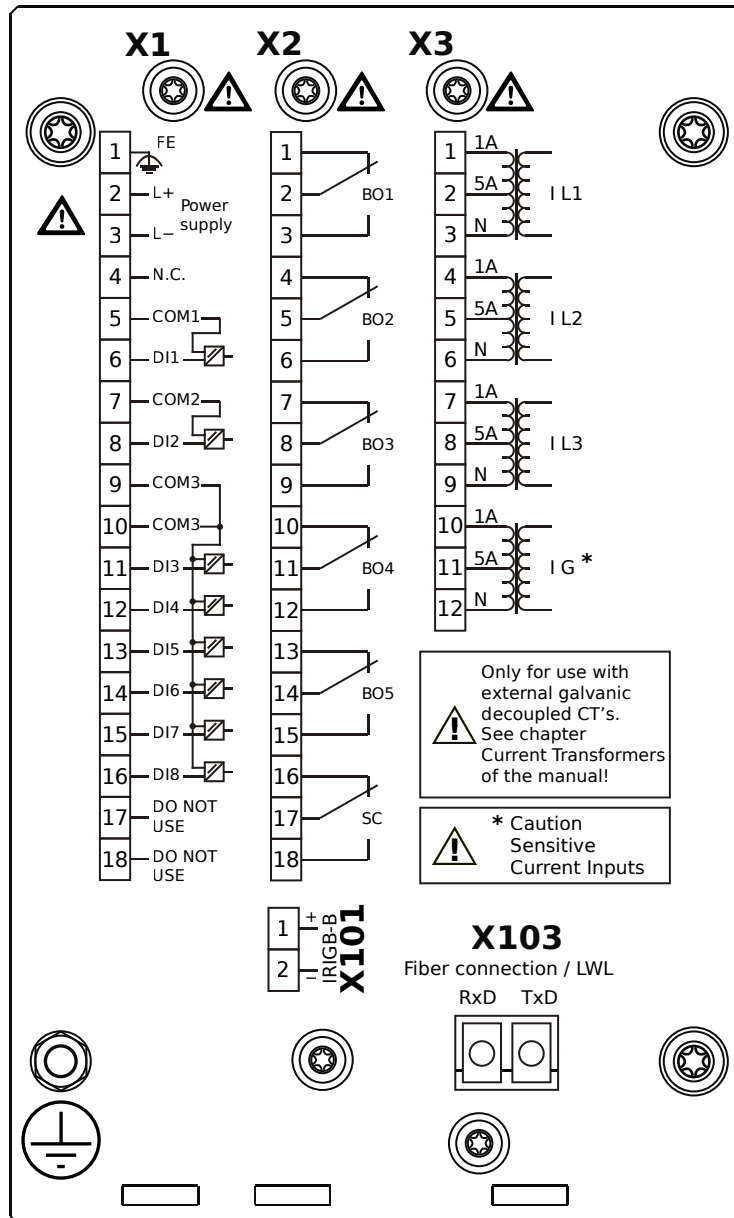 X1
X2
X3
1 FE
2 L+
Power
supply
3 L−
4 N.C.
5 COM1
6 DI1
7 COM2
8 DI2
9 COM3
10 COM3
11 DI3
12 DI4
13 DI5
14 DI6
15 DI7
16 DI8
17 DO NOT
USE
18 DO NOT
USE
1
2 BO1
3
4
5 BO2
6
7
8 BO3
9
10
11 BO4
12
13
14 BO5
15
16
17 SC
18
1 1A
2 5A I L1
3 N
4 1A
5 5A I L2
6 N
7 1A
8 5A I L3
9 N
10 1A
11 5A I G *
12 N
Only for use with
external galvanic
decoupled CT's.
See chapter
Current Transformers
of the manual!
* Caution
Sensitive
Current Inputs
1 +
2 −
IRIGB-B
X101
X103
Fiber connection / LWL
RxD TxD